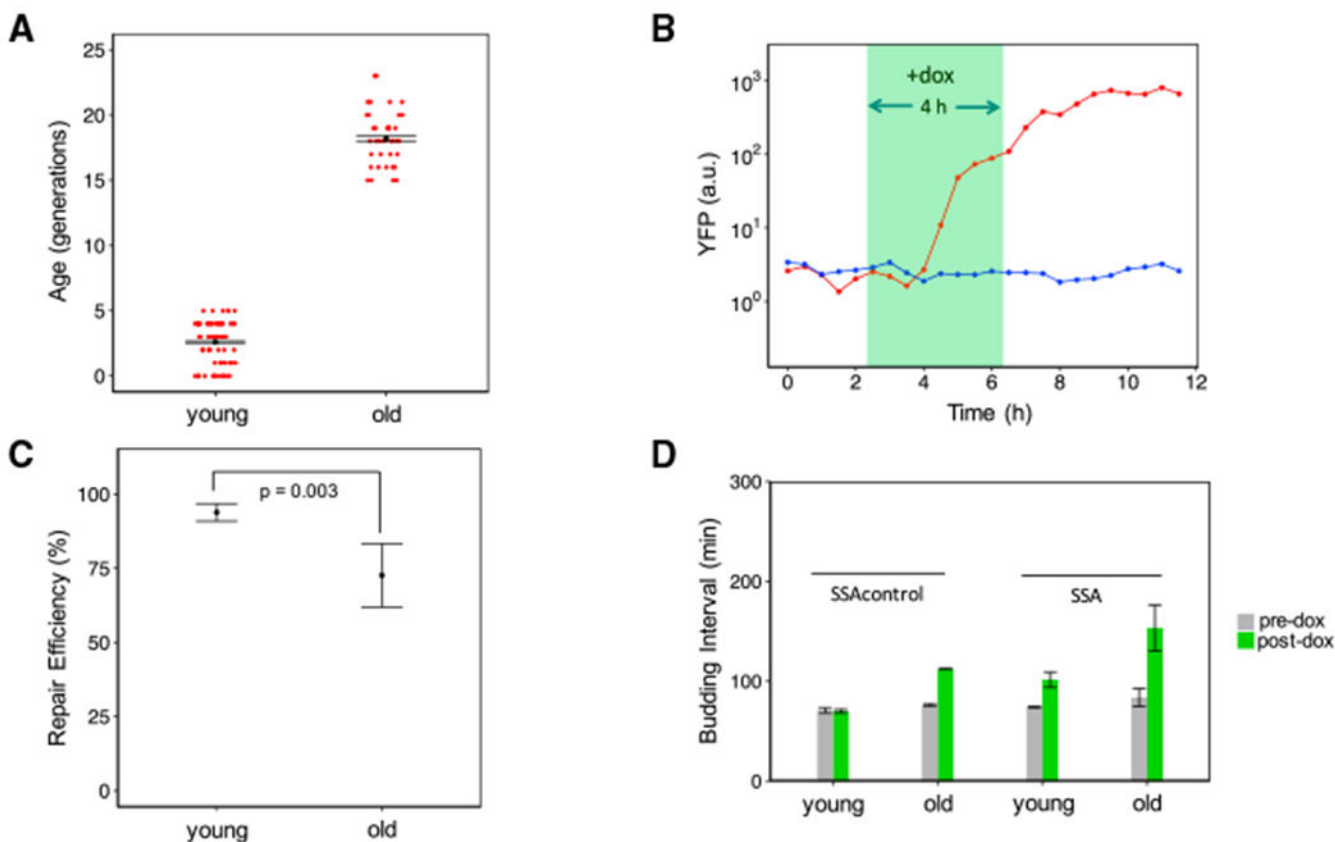 A
Age (generations)
25
20
15
10
5
0
young old
B
YFP (a.u.)
10³
10²
10¹
10⁰
+dox
4 h
0 2 4 6 8 10 12
Time (h)
C
Repair Efficiency (%)
100
75
50
25
0
p = 0.003
young old
D
Budding Interval (min)
300
200
100
0
SSAcontrol SSA
pre-dox
post-dox
young old young old